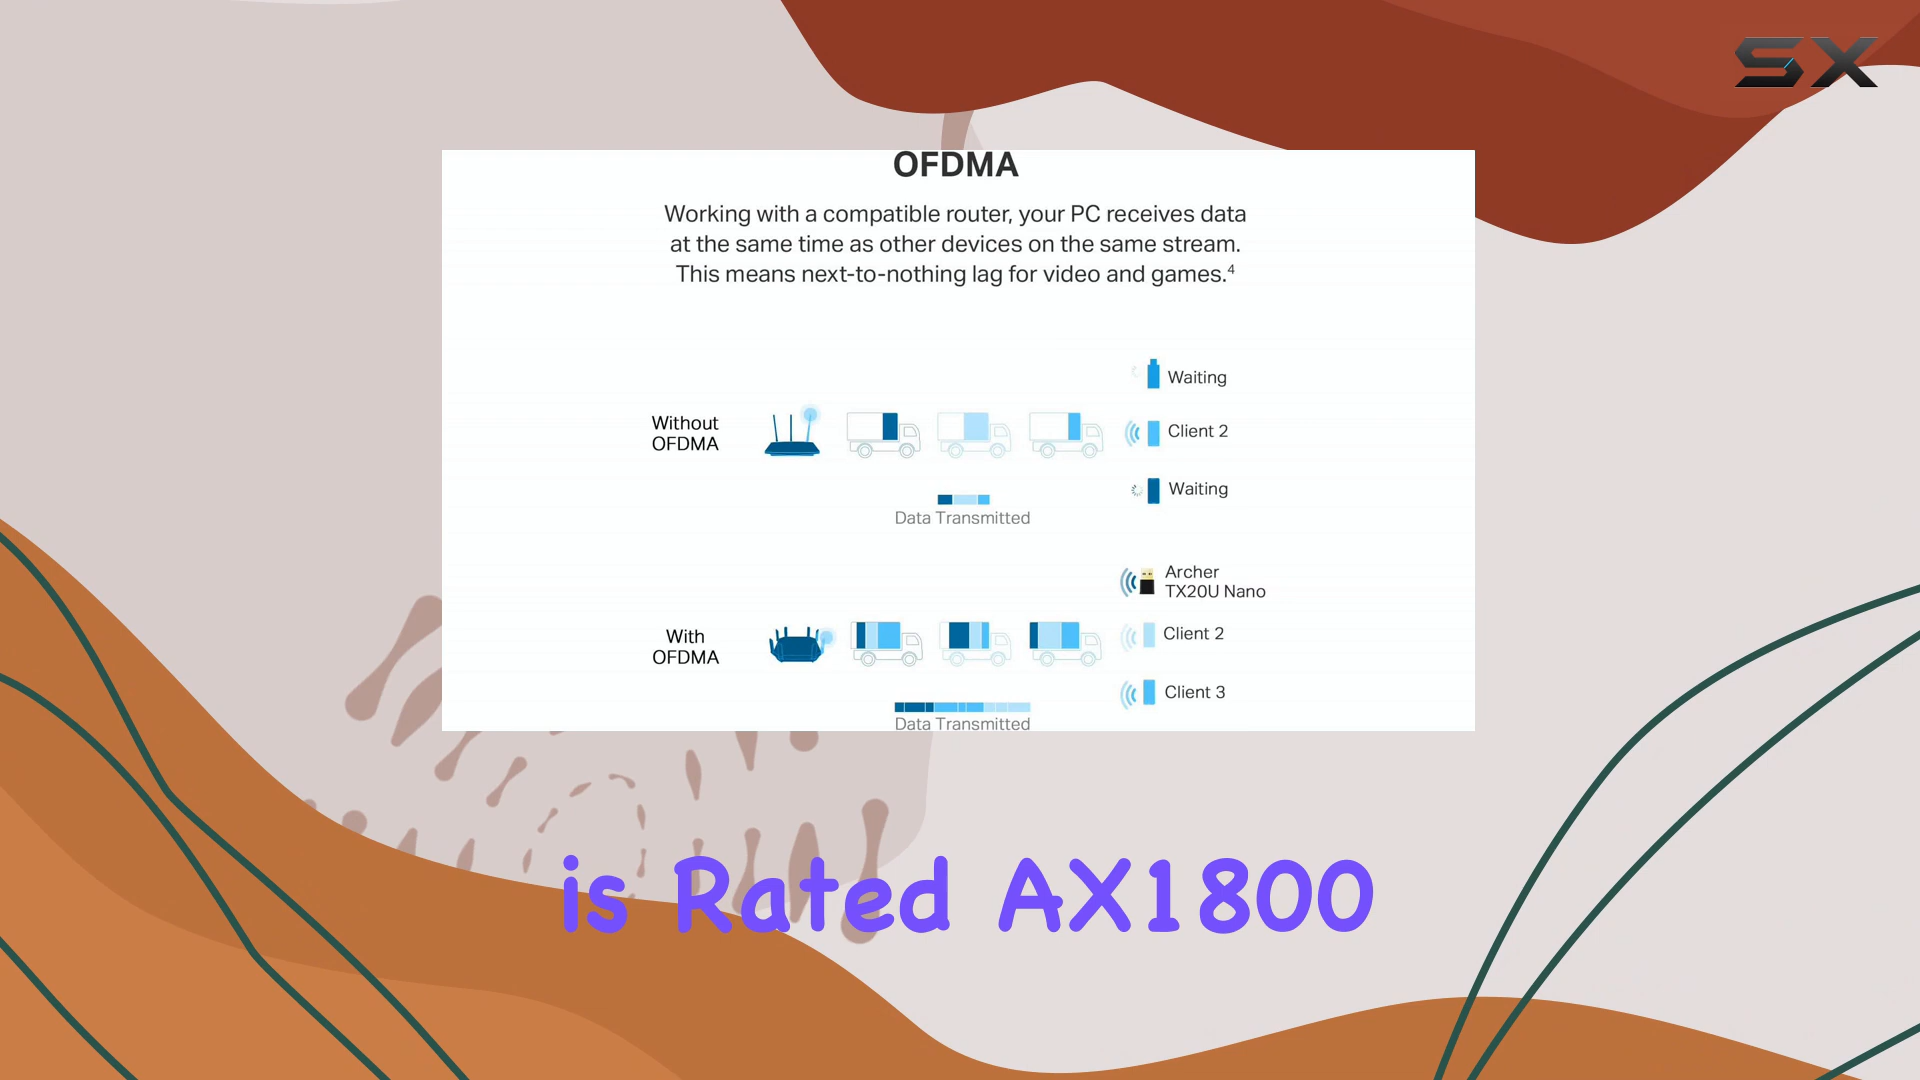 SX
OFDMA
Working with a compatible router, your PC receives data
at the same time as other devices on the same stream.
This means next-to-nothing lag for video and games.⁴
Waiting
Without
OFDMA
Client 2
Waiting
Data Transmitted
Archer
TX20U Nano
With
OFDMA
Client 2
Client 3
Data Transmitted
is Rated AX1800